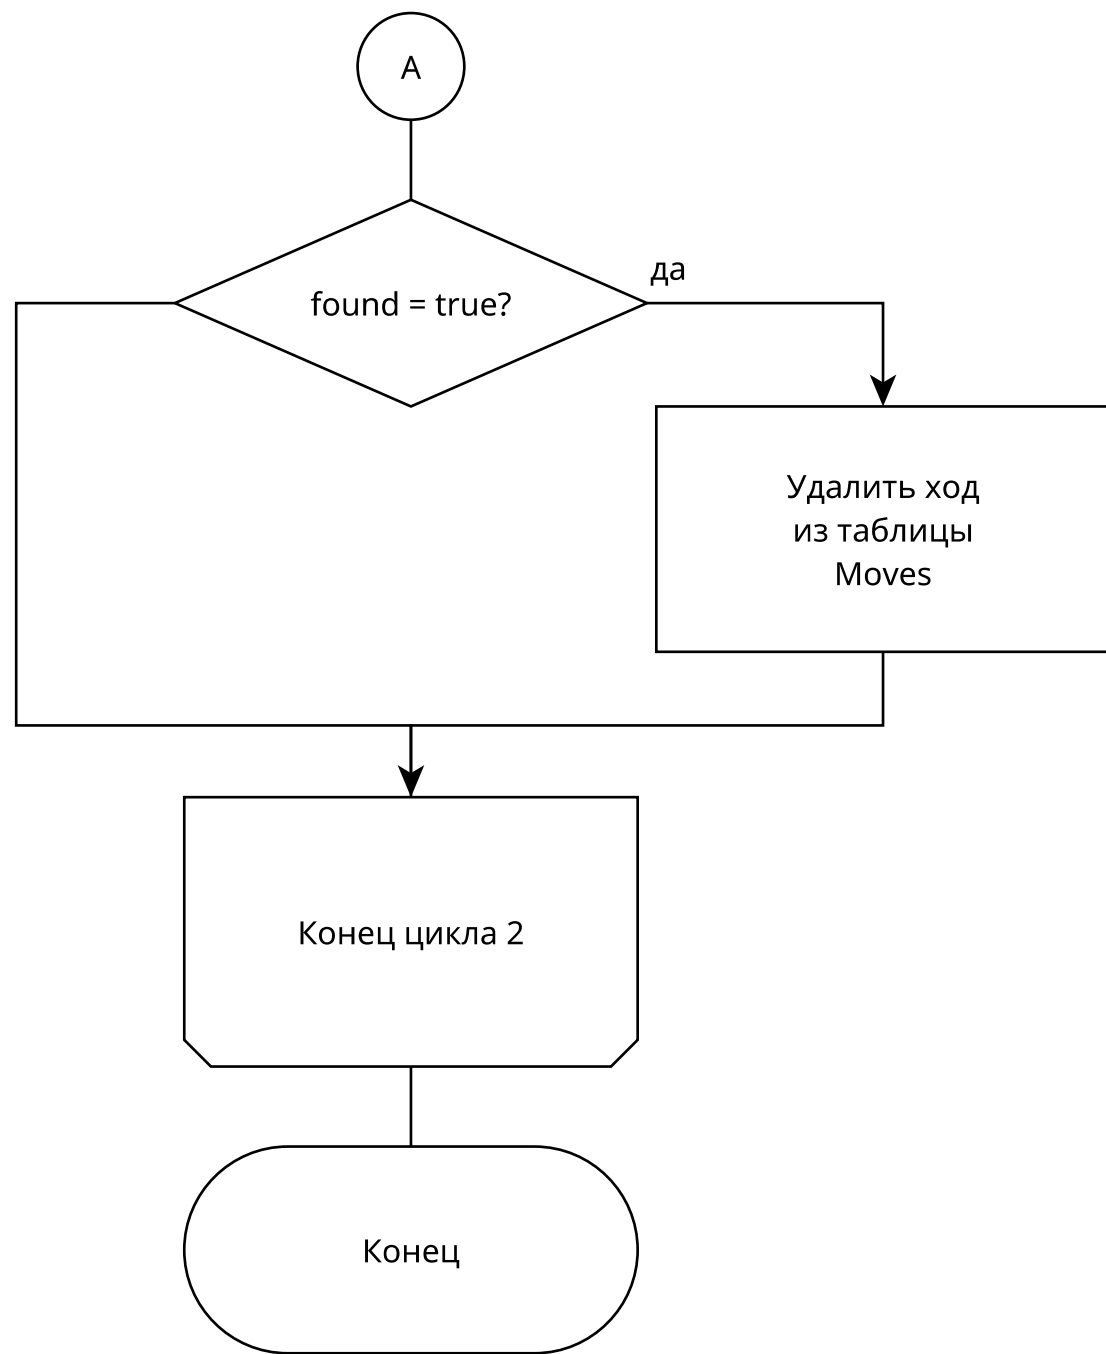 A
found = true?
да
Удалить ход
из таблицы
Moves
Конец цикла 2
Конец